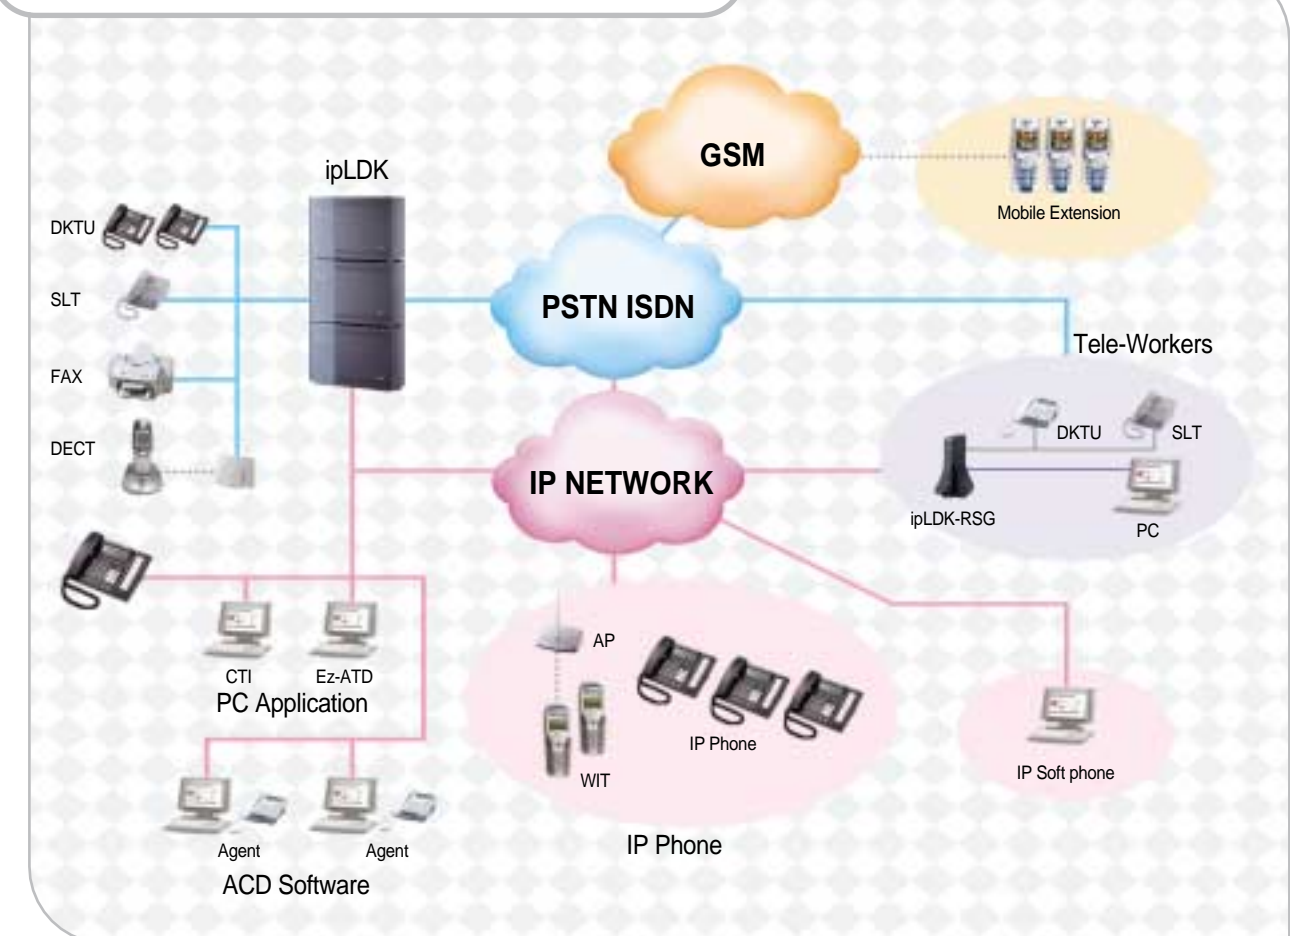 GSM
ipLDK
Mobile Extension
DKTU
SLT
PSTN ISDN
FAX
Tele-Workers
DECT
DKTU
SLT
IP NETWORK
ipLDK-RSG
PC
AP
CTI
Ez-ATD
PC Application
IP Phone
WIT
IP Soft phone
Agent
Agent
IP Phone
ACD Software